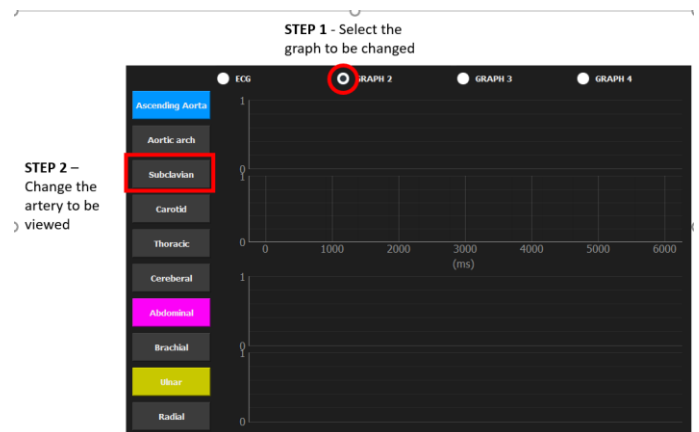 STEP 1 - Select the
graph to be changed
ECG
GRAPH 2
GRAPH 3
GRAPH 4
Ascending Aorta
Aortic arch
STEP 2 –
Change the
artery to be
viewed
Subclavian
Carotid
Thoracic
Cereberal
Abdominal
Brachial
Ulnar
Radial
1
0
1
0
0 1000 2000 3000 4000 5000 6000
(ms)
1
0
1
0